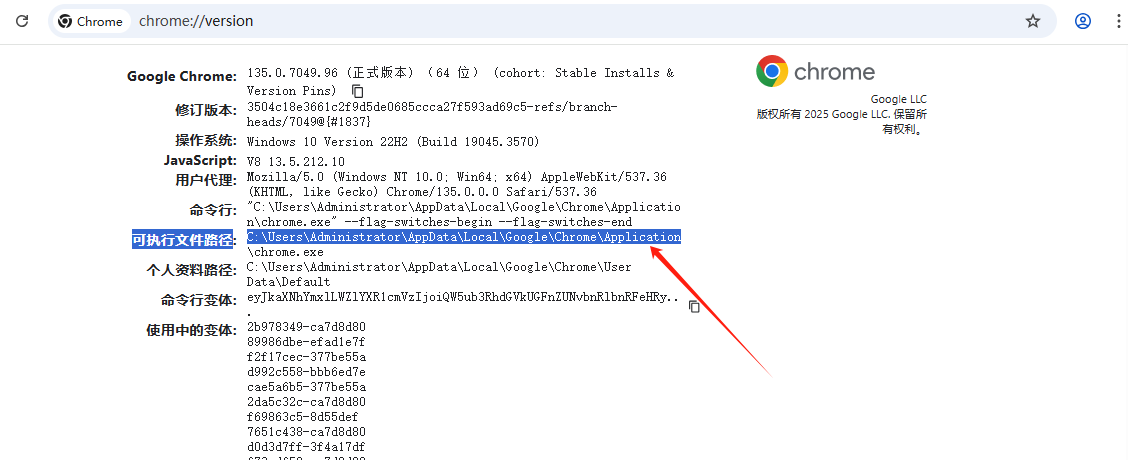 Chrome chrome://version
Google Chrome: 135.0.7049.96 (正式版本) (64 位) (cohort: Stable Installs &
Version Pins)
修订版本: 3504c18e3661c2f9d5de0685ccca27f593ad69c5-refs/branch-
heads/7049@{#1837}
操作系统: Windows 10 Version 22H2 (Build 19045.3570)
JavaScript: V8 13.5.212.10
用户代理: Mozilla/5.0 (Windows NT 10.0; Win64; x64) AppleWebKit/537.36
(KHTML, like Gecko) Chrome/135.0.0.0 Safari/537.36
命令行: "C:\Users\Administrator\AppData\Local\Google\Chrome\Applicatio
n\chrome.exe" --flag-switches-begin --flag-switches-end
可执行文件路径: C:\Users\Administrator\AppData\Local\Google\Chrome\Application
\chrome.exe
个人资料路径: C:\Users\Administrator\AppData\Local\Google\Chrome\User
Data\Default
命令行变体: eyJkaXNhYmxlLWZlYXR1cmVzIjoiQW5ub3RhdGVkUGFnZUNvbnRlbnRFeHRy..
.
使用中的变体: 2b978349-ca7d8d80
89986dbe-efad1e7f
f2f17cec-377be55a
d992c558-bbb6ed7e
cae5a6b5-377be55a
2da5c32c-ca7d8d80
f69863c5-8d55def
7651c438-ca7d8d80
d0d3d7ff-3f4a17df
chrome
Google LLC
版权所有 2025 Google LLC. 保留所
有权利。